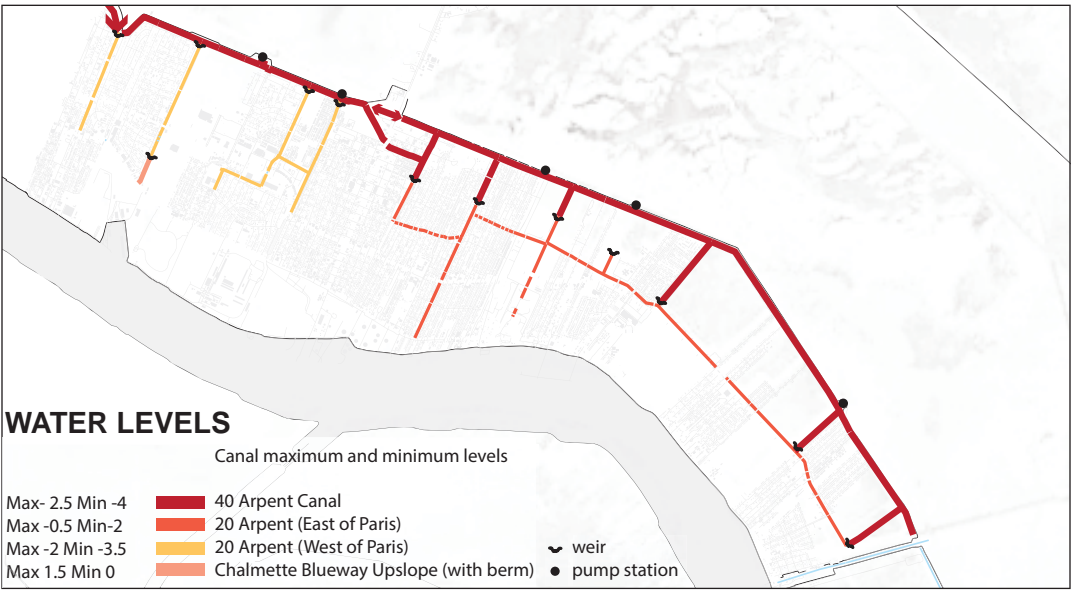 WATER LEVELS
Canal maximum and minimum levels
Max- 2.5 Min -4 40 Arpent Canal
Max -0.5 Min-2 20 Arpent (East of Paris)
Max -2 Min -3.5 20 Arpent (West of Paris) weir
Max 1.5 Min 0 Chalmette Blueway Upslope (with berm) pump station